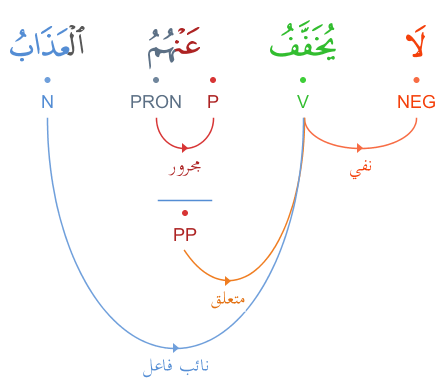 لَا يُخَفَّفُ عَنْهُمُ ٱلْعَذَابُ
NEG V P PRON N
نفي
مجرور
PP
متعلق
نائب فاعل